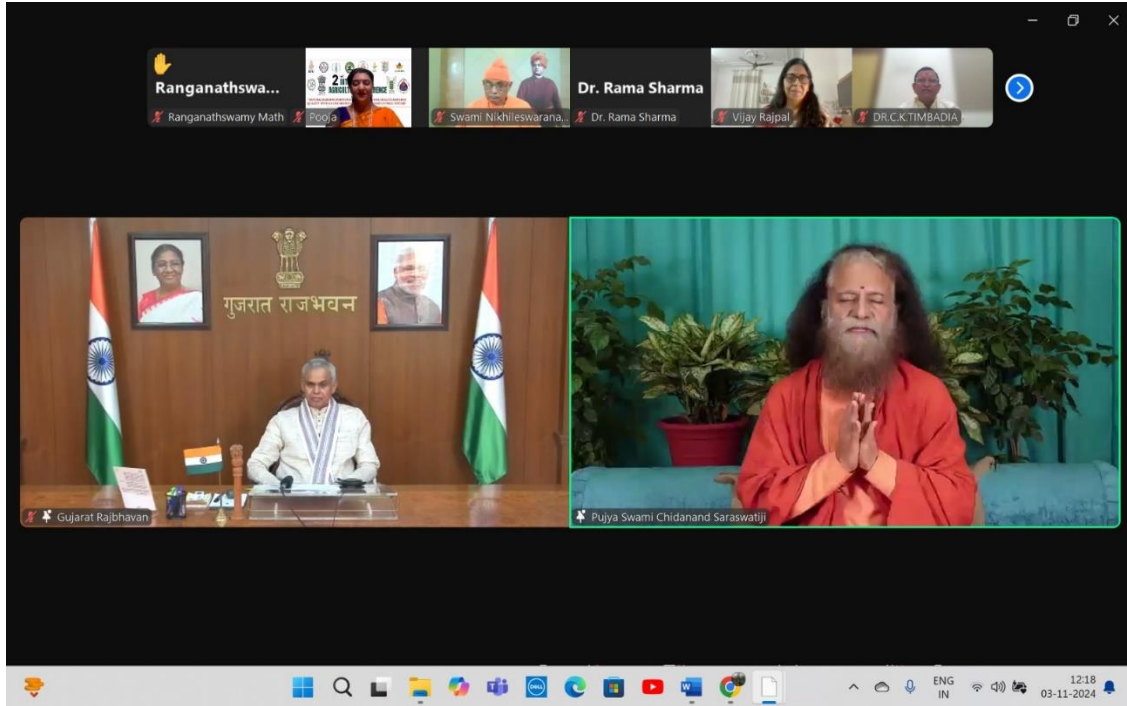 Ranganathswa...
Ranganathswamy Math
Pooja
Swami Nikhileswarana...
Dr. Rama Sharma
Dr. Rama Sharma
Vijay Rajpal
DR.C.K.TIMBADIA
गुजरात राजभवन
Gujarat Rajbhavan
Pujya Swami Chidanand Saraswatiji
DELL
ENG
IN
12:18
03-11-2024